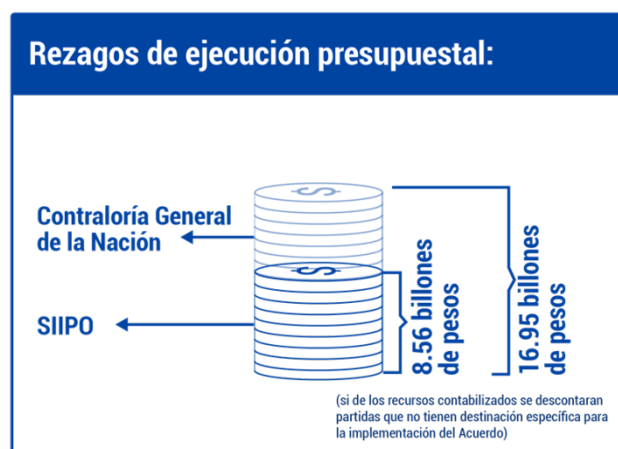 Rezagos de ejecución presupuestal:
$
Contraloría General
de la Nación
$
SIIPO
8.56 billones
de pesos
16.95 billones
de pesos
(si de los recursos contabilizados se descontaran
partidas que no tienen destinación específica para
la implementación del Acuerdo)